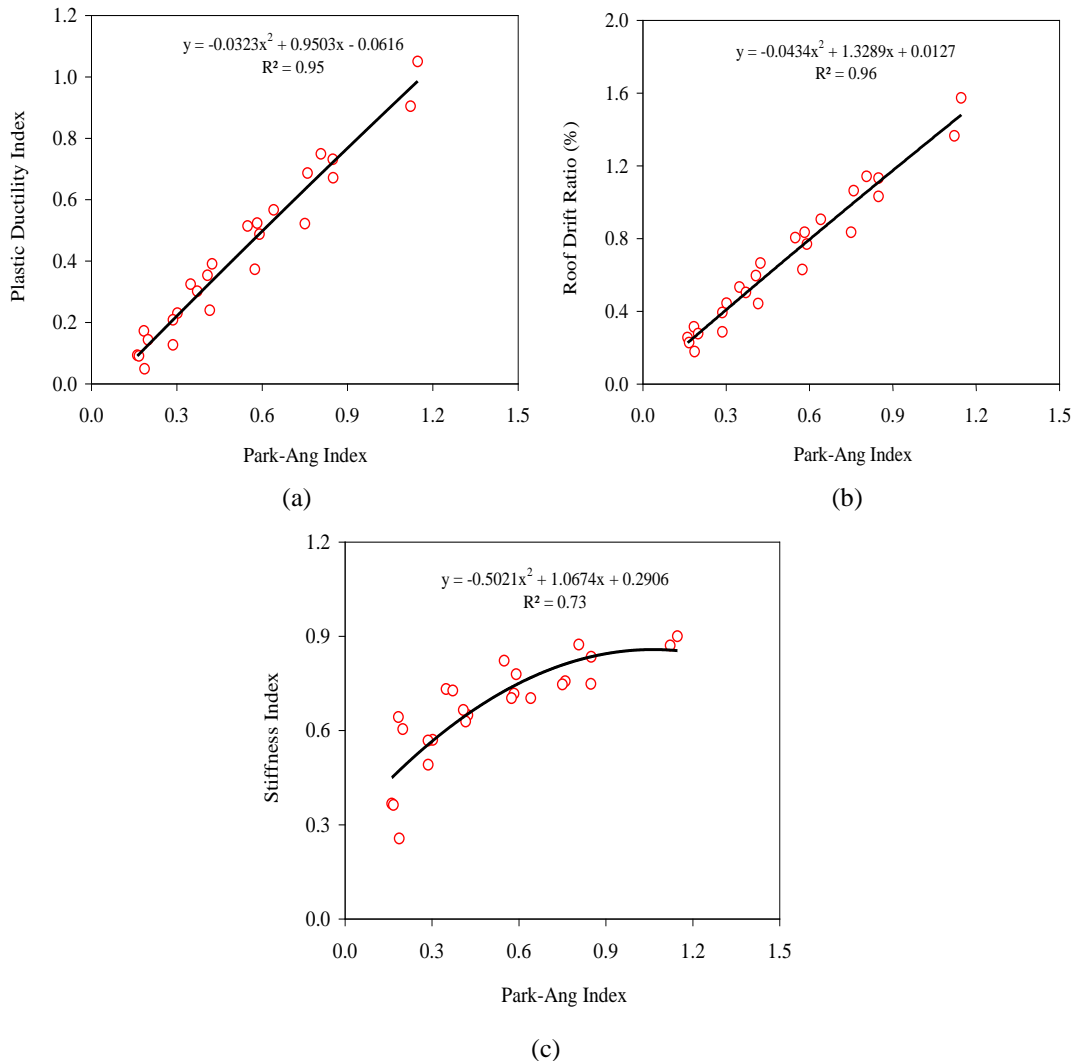 y = -0.0323x² + 0.9503x - 0.0616
R² = 0.95
1.2
1.0
0.8
0.6
0.4
0.2
0.0
Plastic Ductility Index
0.0 0.3 0.6 0.9 1.2 1.5
Park-Ang Index
(a)
y = -0.0434x² + 1.3289x + 0.0127
R² = 0.96
2.0
1.6
1.2
0.8
0.4
0.0
Roof Drift Ratio (%)
0.0 0.3 0.6 0.9 1.2 1.5
Park-Ang Index
(b)
y = -0.5021x² + 1.0674x + 0.2906
R² = 0.73
1.2
0.9
0.6
0.3
0.0
Stiffness Index
0.0 0.3 0.6 0.9 1.2 1.5
Park-Ang Index
(c)